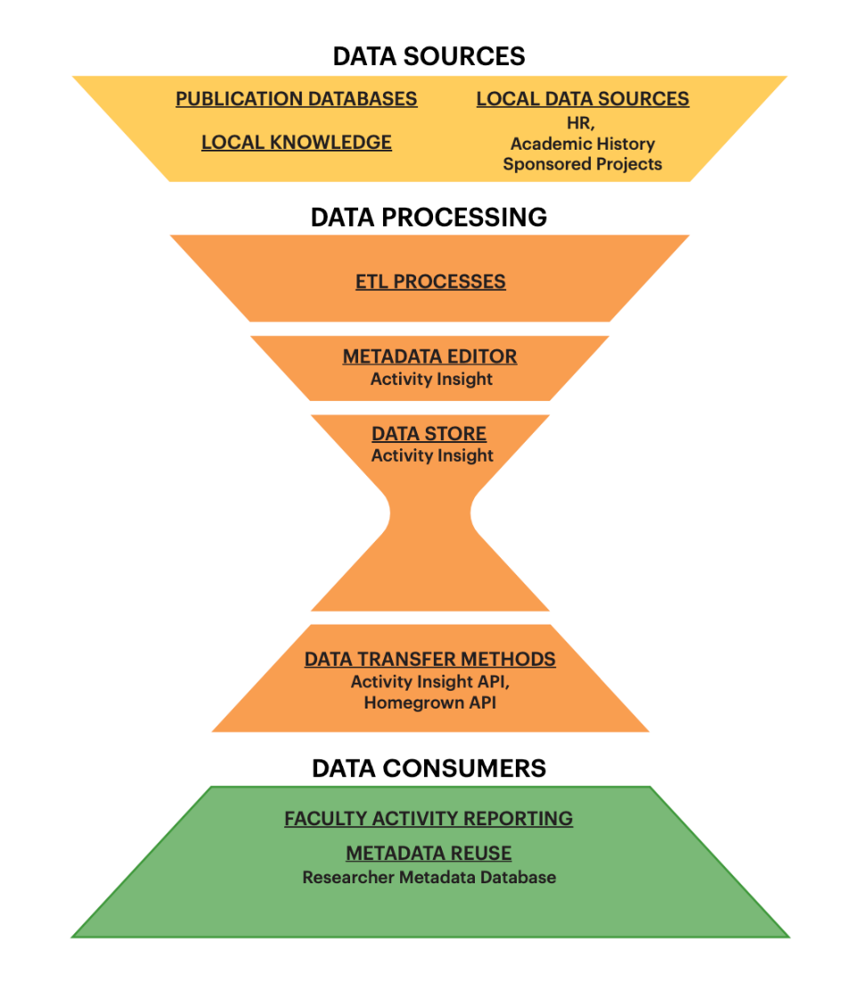 DATA SOURCES
PUBLICATION DATABASES
LOCAL KNOWLEDGE
LOCAL DATA SOURCES
HR,
Academic History
Sponsored Projects
DATA PROCESSING
ETL PROCESSES
METADATA EDITOR
Activity Insight
DATA STORE
Activity Insight
DATA TRANSFER METHODS
Activity Insight API,
Homegrown API
DATA CONSUMERS
FACULTY ACTIVITY REPORTING
METADATA REUSE
Researcher Metadata Database